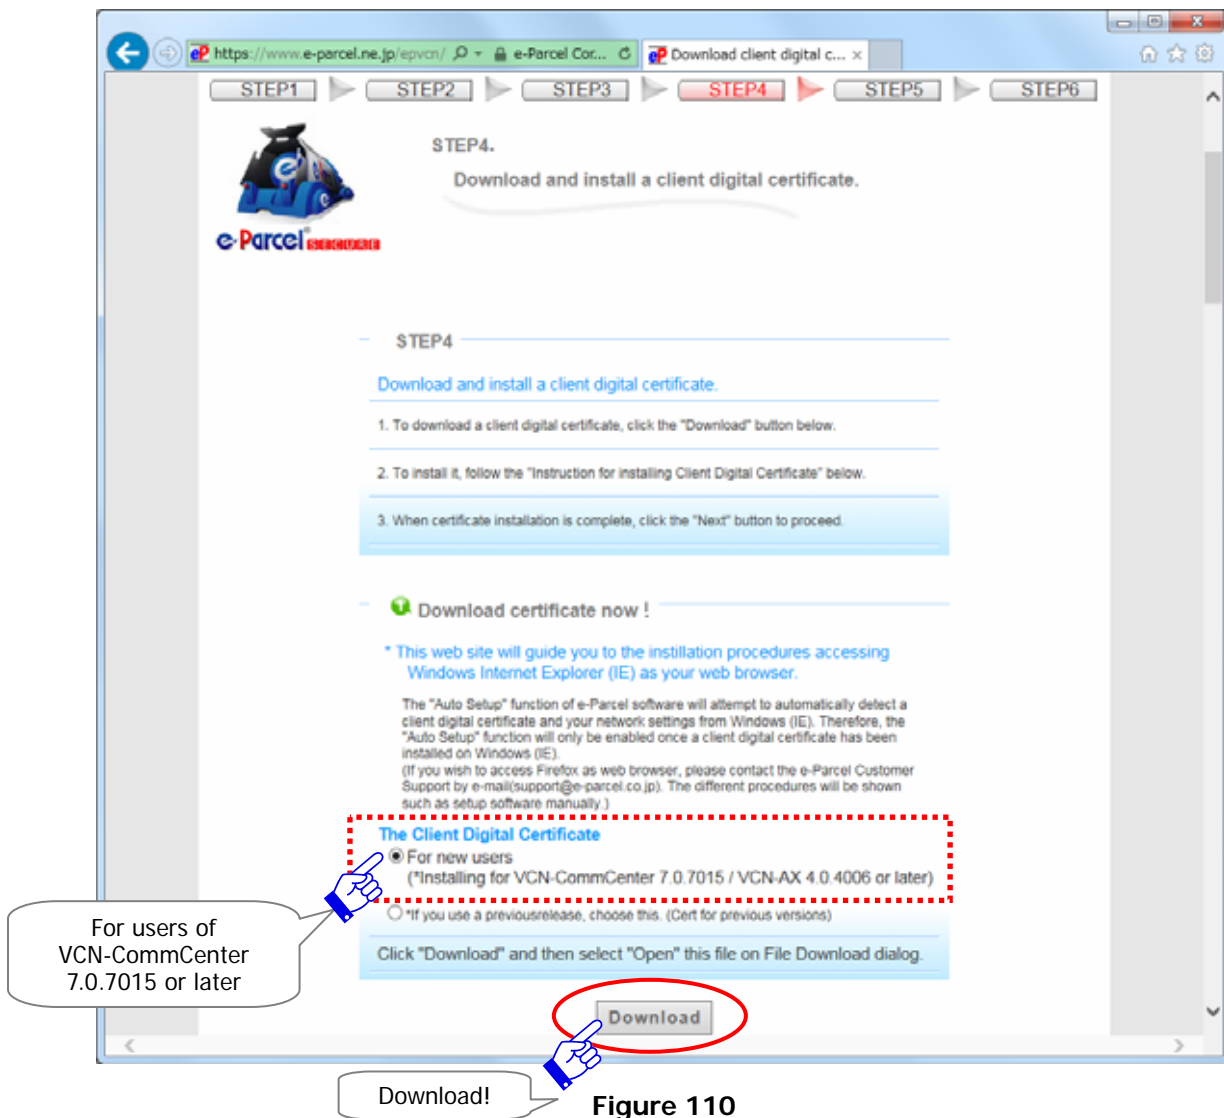 https://www.e-parcel.ne.jp/epvcn/
e-Parcel Cor...
eP Download client digital c... ×
STEP1
STEP2
STEP3
STEP4
STEP5
STEP6
STEP4.
Download and install a client digital certificate.
e-Parcel®
STEP4
Download and install a client digital certificate.
1. To download a client digital certificate, click the "Download" button below.
2. To install it, follow the "Instruction for installing Client Digital Certificate" below.
3. When certificate installation is complete, click the "Next" button to proceed.
Download certificate now !
* This web site will guide you to the instillation procedures accessing
Windows Internet Explorer (IE) as your web browser.
The "Auto Setup" function of e-Parcel software will attempt to automatically detect a
client digital certificate and your network settings from Windows (IE). Therefore, the
"Auto Setup" function will only be enabled once a client digital certificate has been
installed on Windows (IE).
(If you wish to access Firefox as web browser, please contact the e-Parcel Customer
Support by e-mail(support@e-parcel.co.jp). The different procedures will be shown
such as setup software manually.)
The Client Digital Certificate
For new users
(*Installing for VCN-CommCenter 7.0.7015 / VCN-AX 4.0.4006 or later)
*If you use a previousrelease, choose this. (Cert for previous versions)
Click "Download" and then select "Open" this file on File Download dialog.
For users of
VCN-CommCenter
7.0.7015 or later
Download
Download!
Figure 110